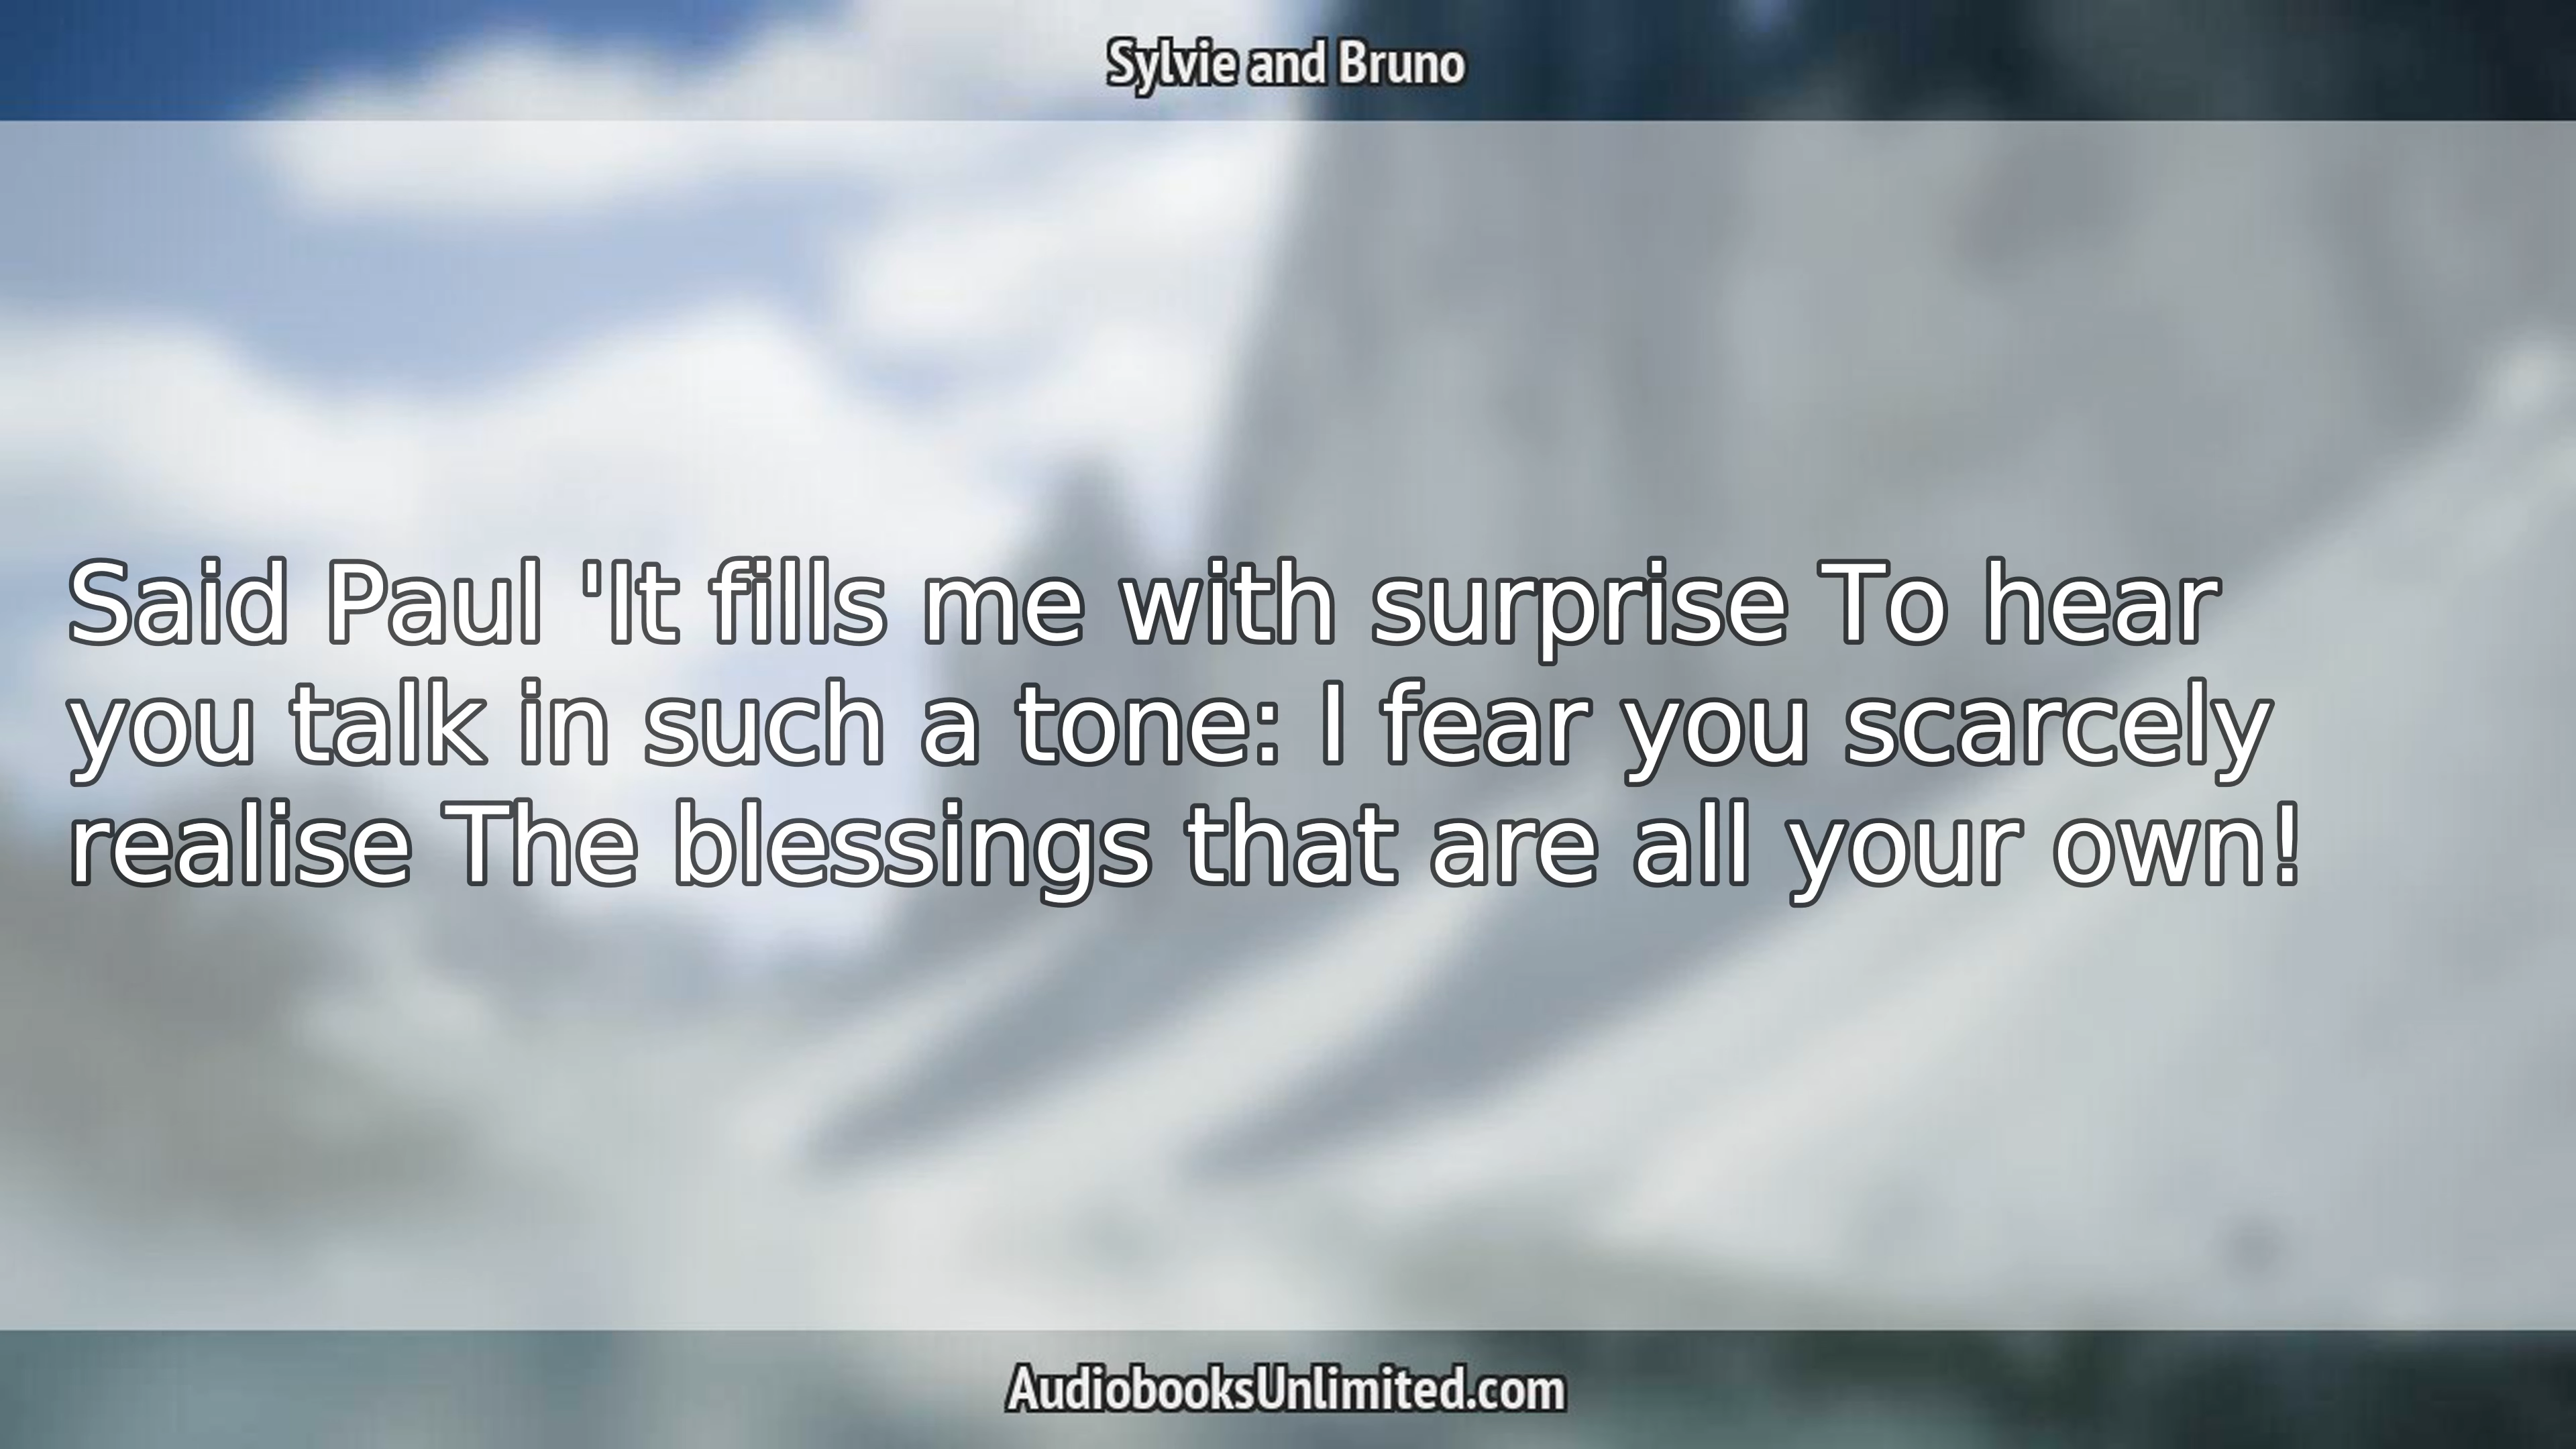 Sylvie and Bruno
Said Paul 'It fills me with surprise To hear
you talk in such a tone: I fear you scarcely
realise The blessings that are all your own!
AudiobooksUnlimited.com